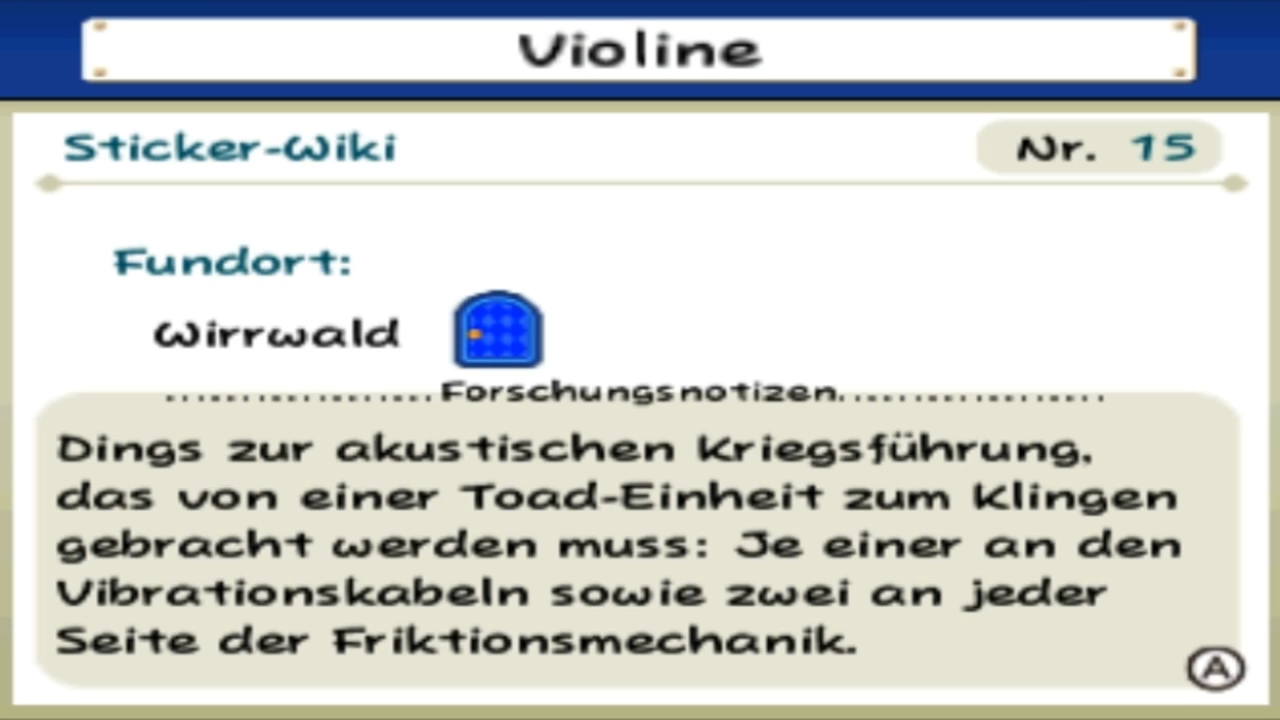 Violine
Sticker-Wiki
Nr. 15
Fundort:
Wirrwald
Forschungsnotizen
Dings zur akustischen Kriegsführung,
das von einer Toad-Einheit zum Klingen
gebracht werden muss: Je einer an den
Vibrationskabeln sowie zwei an jeder
Seite der Friktionsmechanik.
A